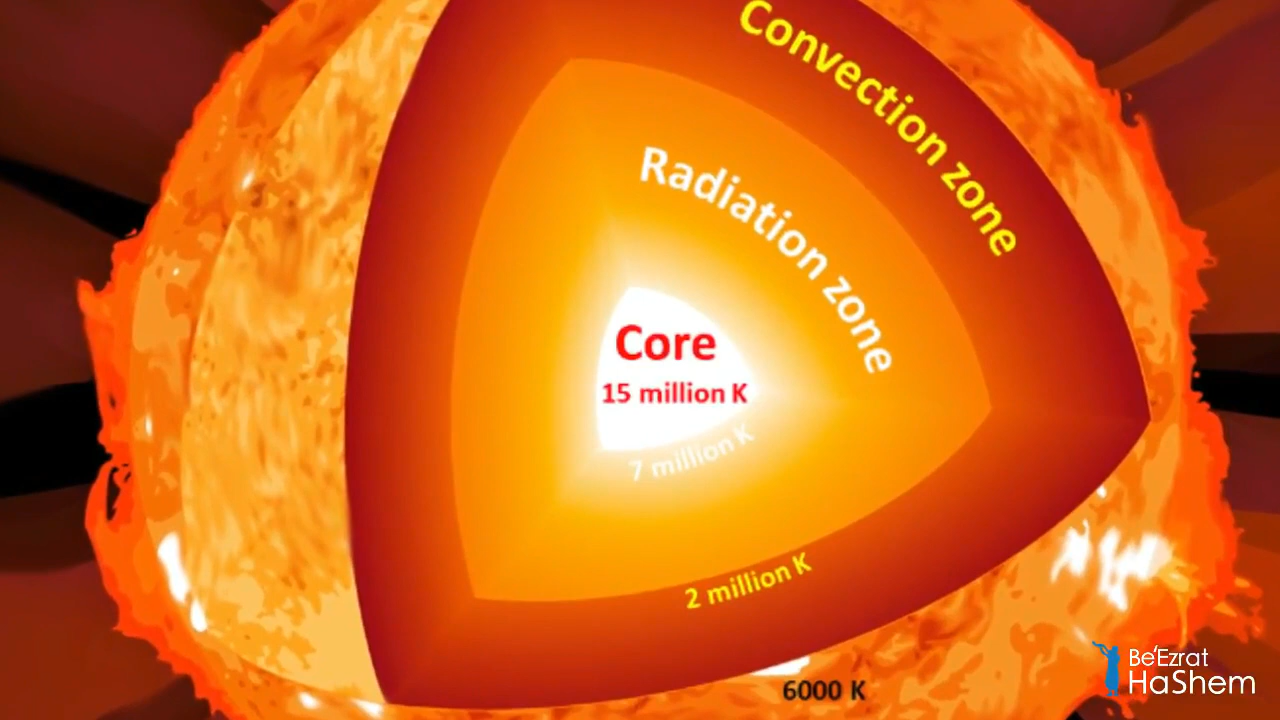 Convection zone
Radiation zone
Core
15 million K
7 million K
2 million K
6000 K
Be'Ezrat
HaShem